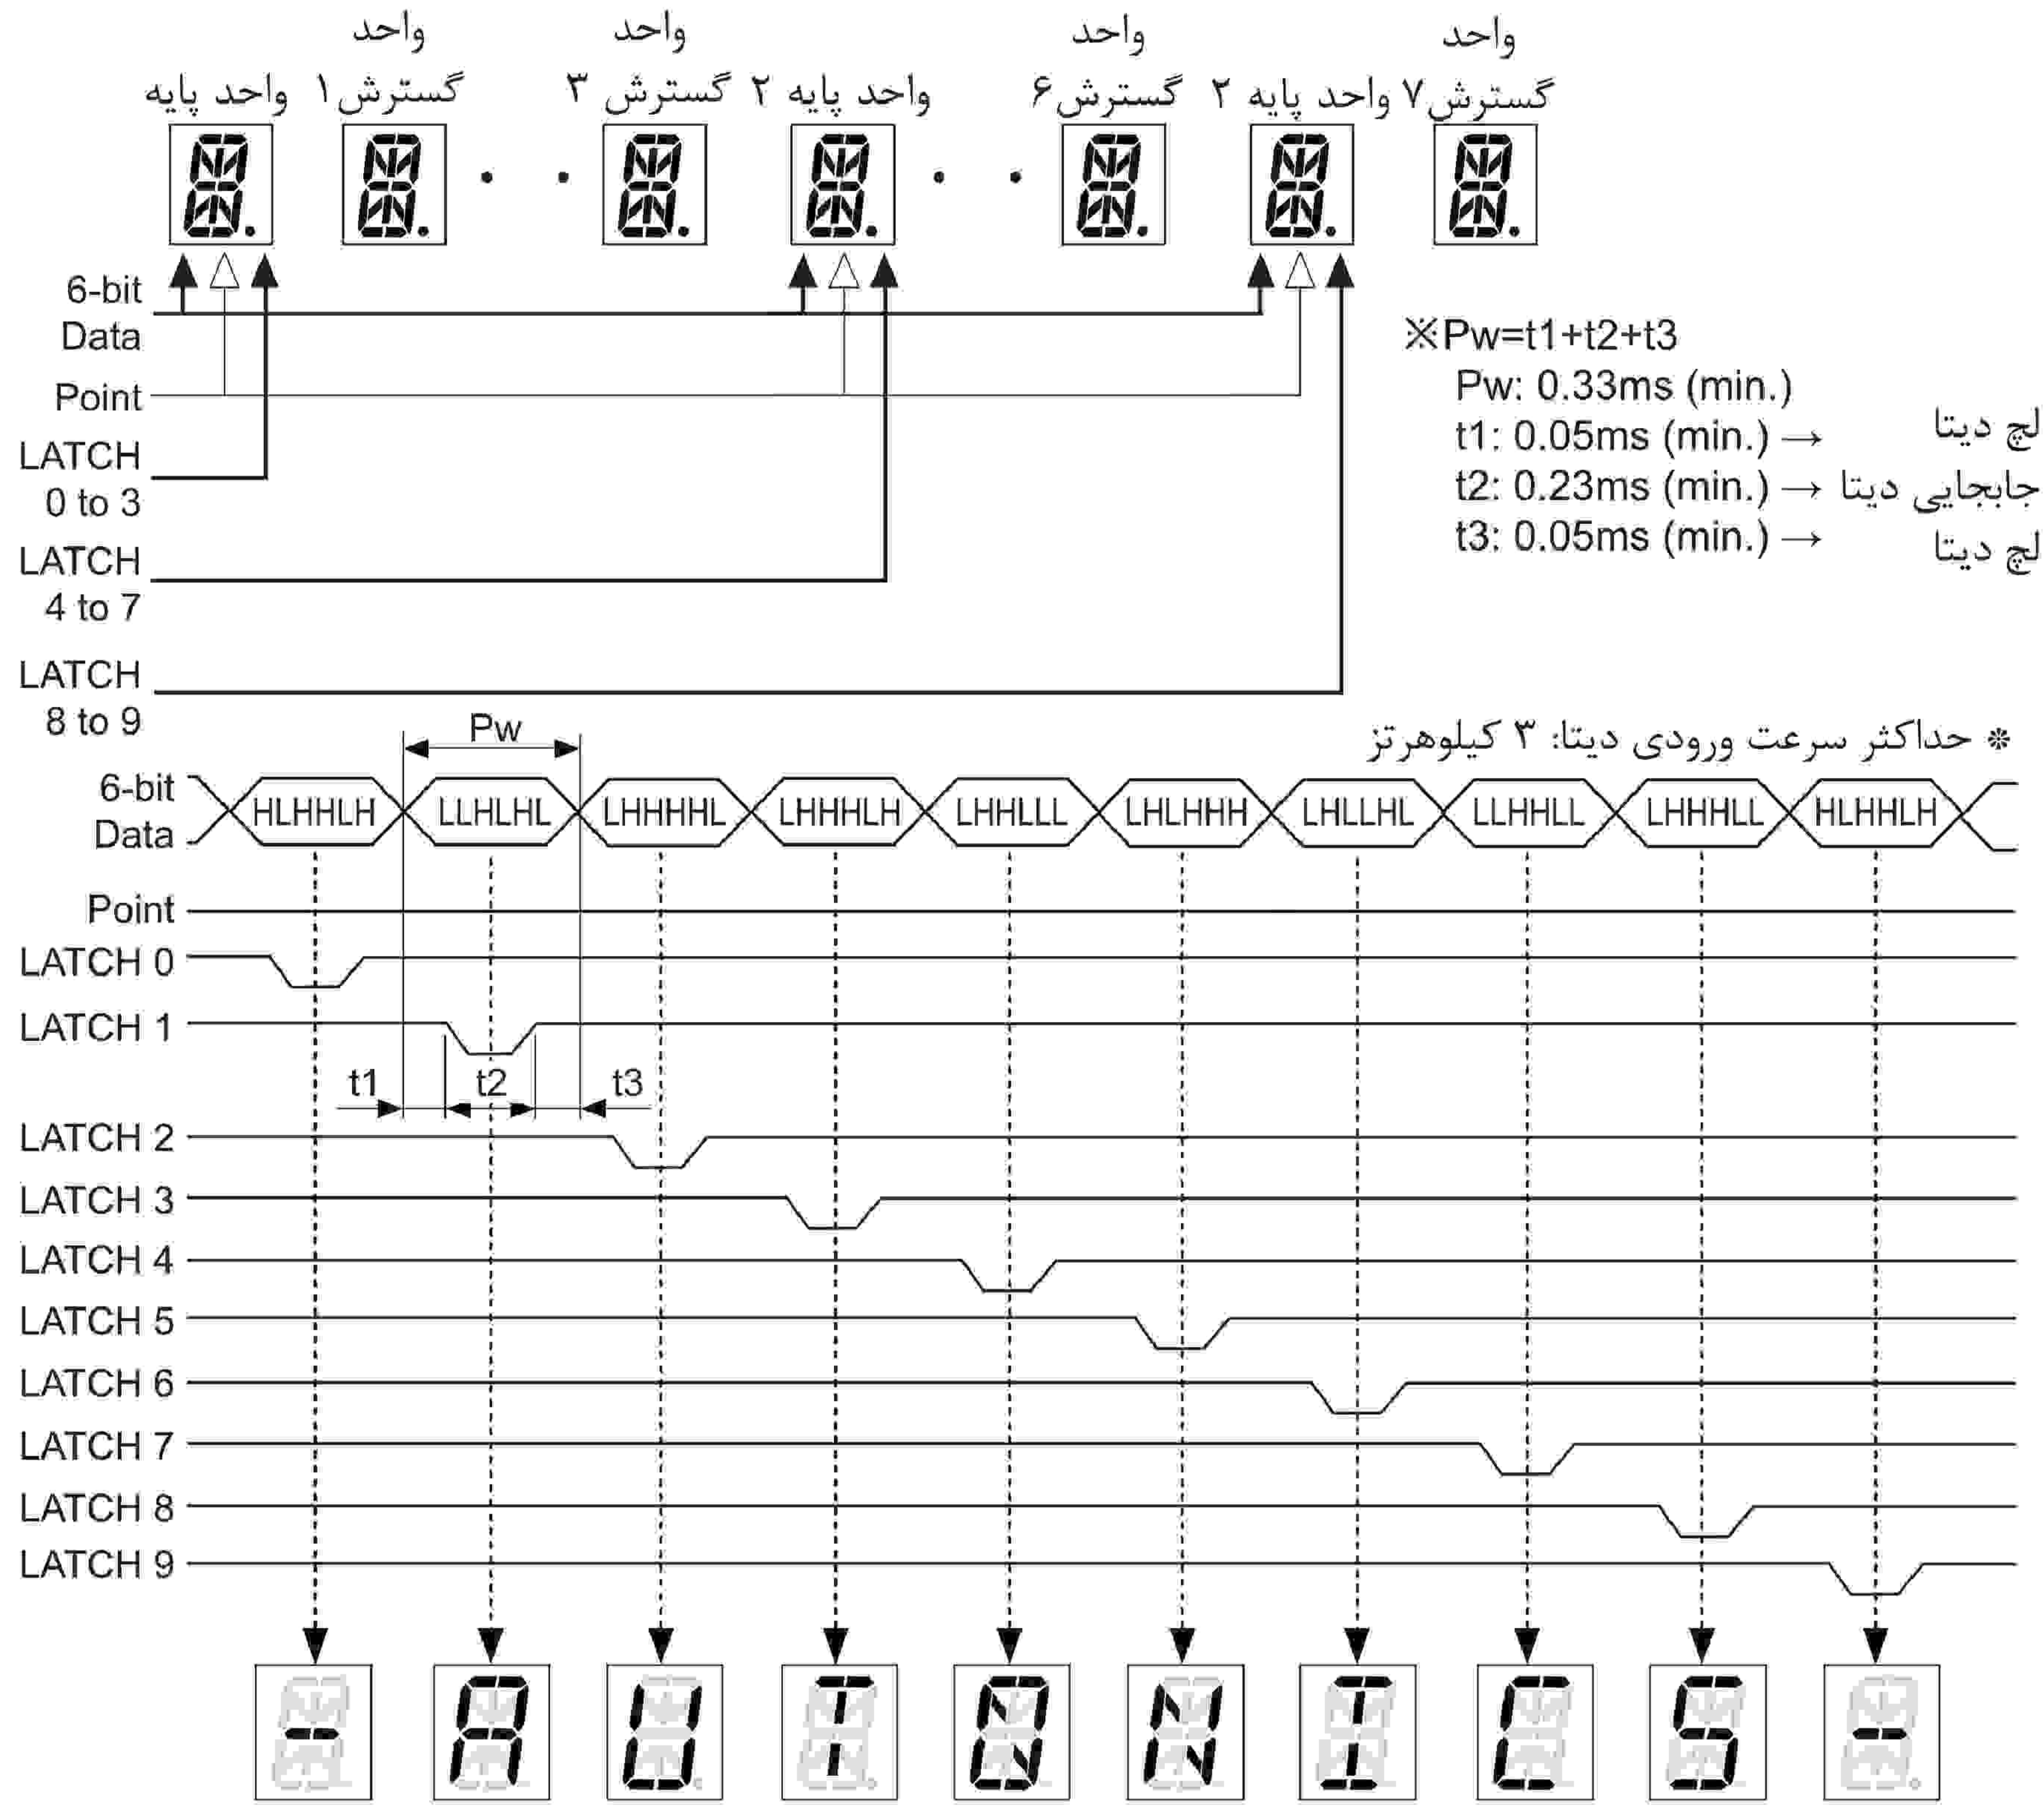 واحد
واحد
واحد
واحد
واحد پایه
گسترش ۱
گسترش ۳
واحد پایه ۲
گسترش ۶
واحد پایه ۲
گسترش ۷
6-bit
Data
Point
LATCH
0 to 3
LATCH
4 to 7
LATCH
8 to 9
※Pw=t1+t2+t3
Pw: 0.33ms (min.)
t1: 0.05ms (min.) → لچ دیتا
t2: 0.23ms (min.) → جابجایی دیتا
t3: 0.05ms (min.) → لچ دیتا
* حداکثر سرعت ورودی دیتا: ۳ کیلوهرتز
Pw
6-bit
Data
HLHHLH LLHLHL LHHHHL LHHHLH LHHLLL LHLHHH LHLLHL LLHHLL LHHHLL HLHHLH
Point
LATCH 0
LATCH 1
t1 t2 t3
LATCH 2
LATCH 3
LATCH 4
LATCH 5
LATCH 6
LATCH 7
LATCH 8
LATCH 9
- A U T O N I C S -